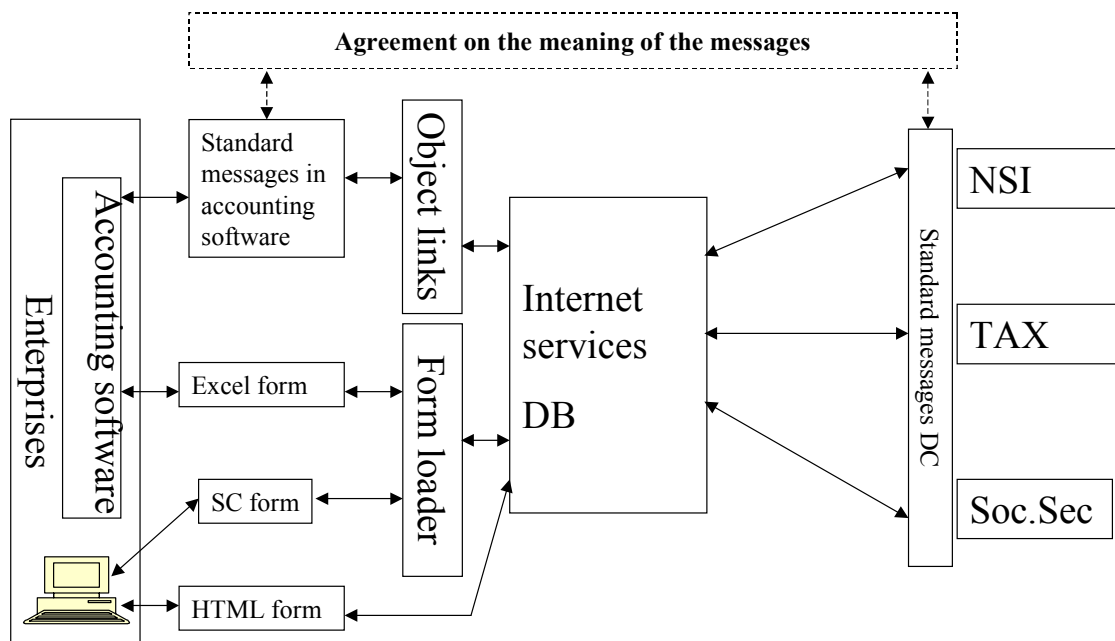 Agreement on the meaning of the messages
Enterprises
Accounting software
Standard
messages in
accounting
software
Object links
Excel form
SC form
HTML form
Form loader
Internet
services
DB
Standard messages DC
NSI
TAX
Soc.Sec